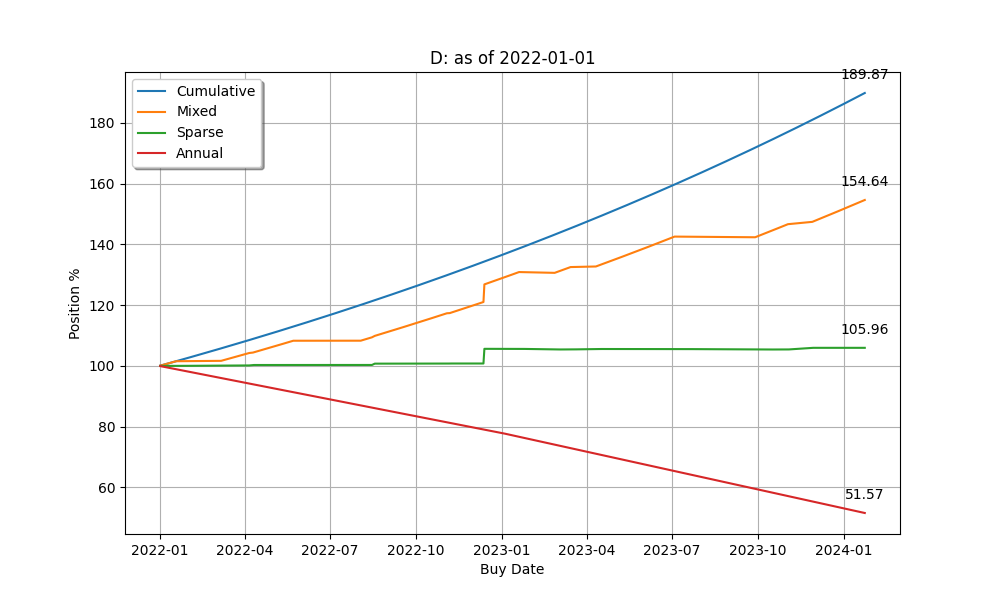 D: as of 2022-01-01
189.87
Cumulative
Mixed
Sparse
Annual
154.64
105.96
51.57
Position %
180
160
140
120
100
80
60
2022-01 2022-04 2022-07 2022-10 2023-01 2023-04 2023-07 2023-10 2024-01
Buy Date